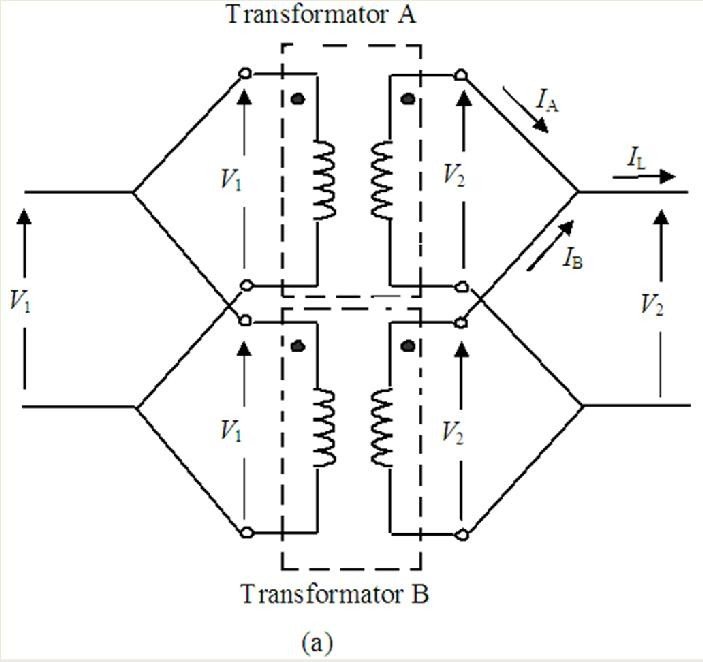 Transformator A
I_A
V_1
V_2
I_L
I_B
V_1
V_2
V_1
V_2
Transformator B
(a)